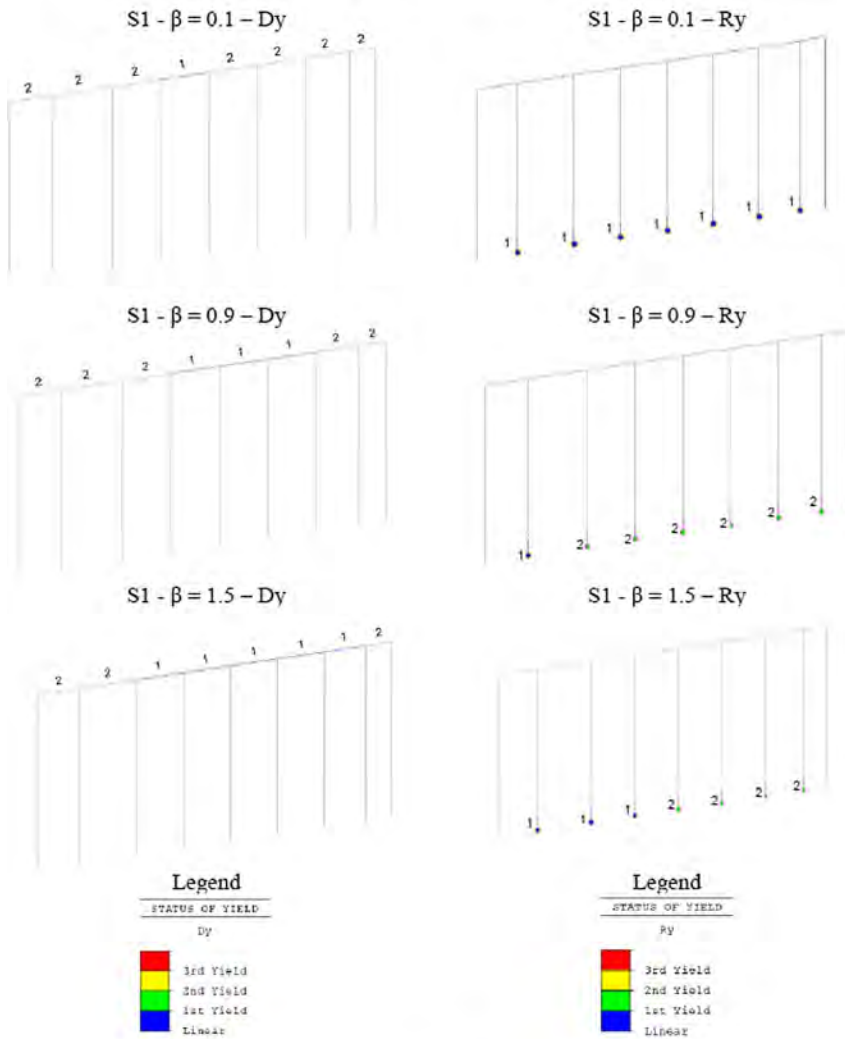 S1 - β = 0.1 – Dy
2 2 2 1 2 2 2 2
S1 - β = 0.1 – Ry
1 1 1 1 1 1 1
S1 - β = 0.9 – Dy
2 2 2 1 1 1 2 2
S1 - β = 0.9 – Ry
1 2 2 2 2 2 2
S1 - β = 1.5 – Dy
2 2 1 1 1 1 1 2
S1 - β = 1.5 – Ry
1 1 1 2 2 2 2
Legend
STATUS OF YIELD
Dy
3rd Yield
2nd Yield
1st Yield
Linear
Legend
STATUS OF YIELD
Ry
3rd Yield
2nd Yield
1st Yield
Linear